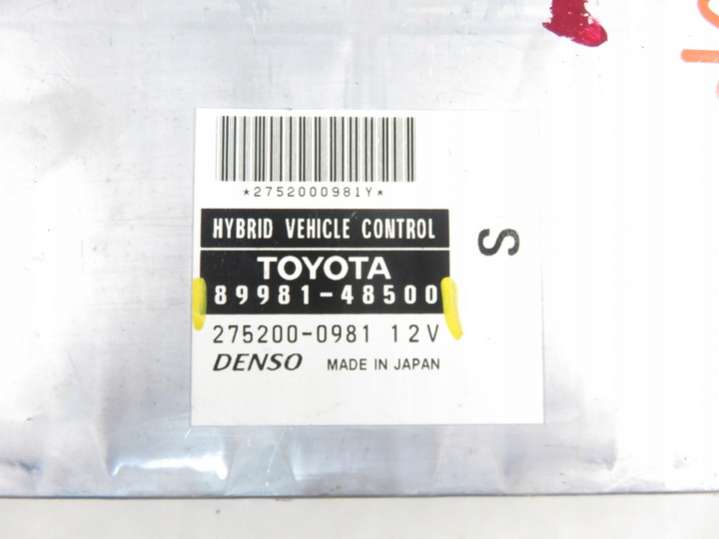 *2752000981Y*
HYBRID VEHICLE CONTROL
TOYOTA
89981-48500
275200-0981 12V
DENSO MADE IN JAPAN
S